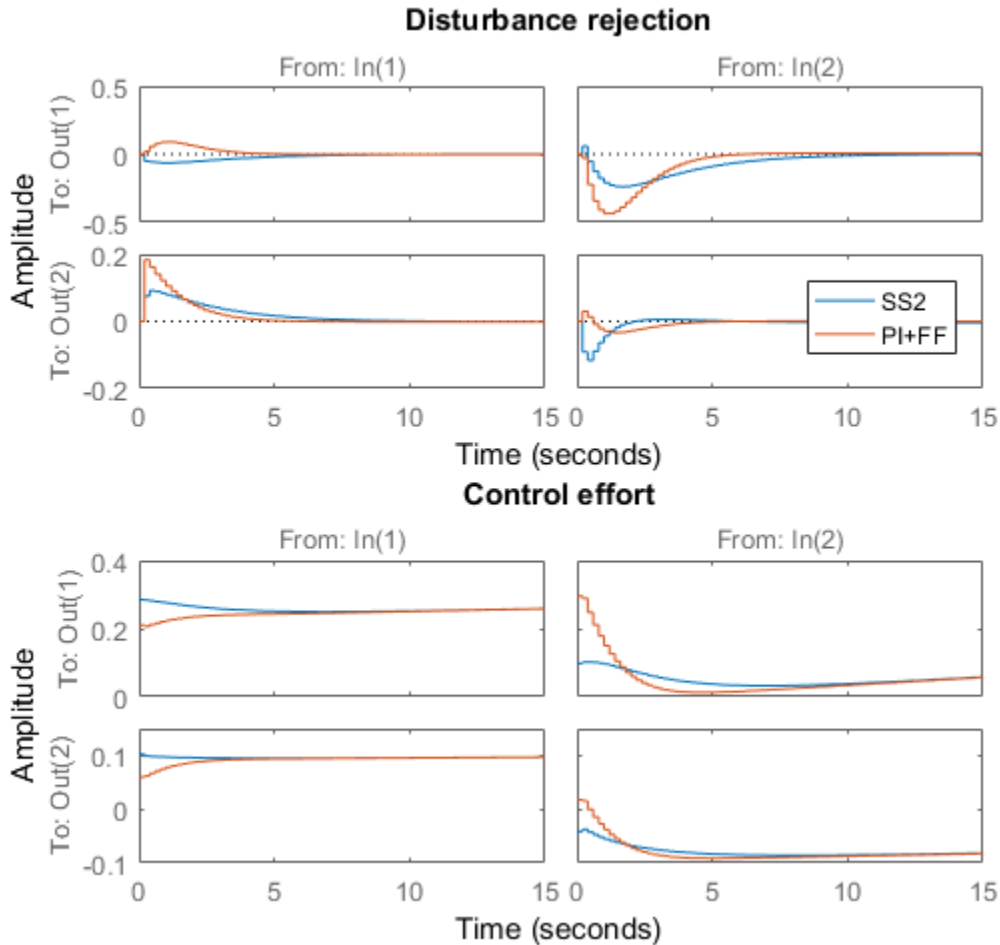 Disturbance rejection
From: In(1)
From: In(2)
Amplitude
To: Out(1)
0.5
0
-0.5
To: Out(2)
0.2
0
-0.2
SS2
PI+FF
0
5
10
15
0
5
10
15
Time (seconds)
Control effort
From: In(1)
From: In(2)
Amplitude
To: Out(1)
0.4
0.2
0
To: Out(2)
0.1
0
-0.1
0
5
10
15
0
5
10
15
Time (seconds)